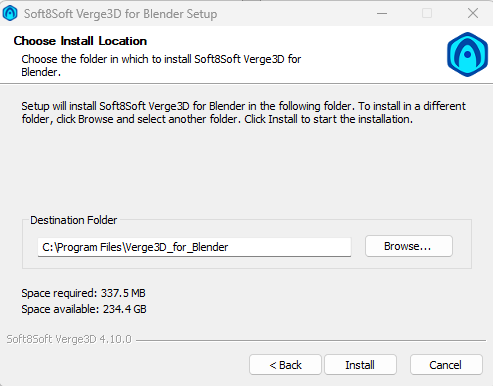 Soft8Soft Verge3D for Blender Setup
Choose Install Location
Choose the folder in which to install Soft8Soft Verge3D for
Blender.
Setup will install Soft8Soft Verge3D for Blender in the following folder. To install in a different
folder, click Browse and select another folder. Click Install to start the installation.
Destination Folder
C:\Program Files\Verge3D_for_Blender
Browse...
Space required: 337.5 MB
Space available: 234.4 GB
Soft8Soft Verge3D 4.10.0
< Back
Install
Cancel